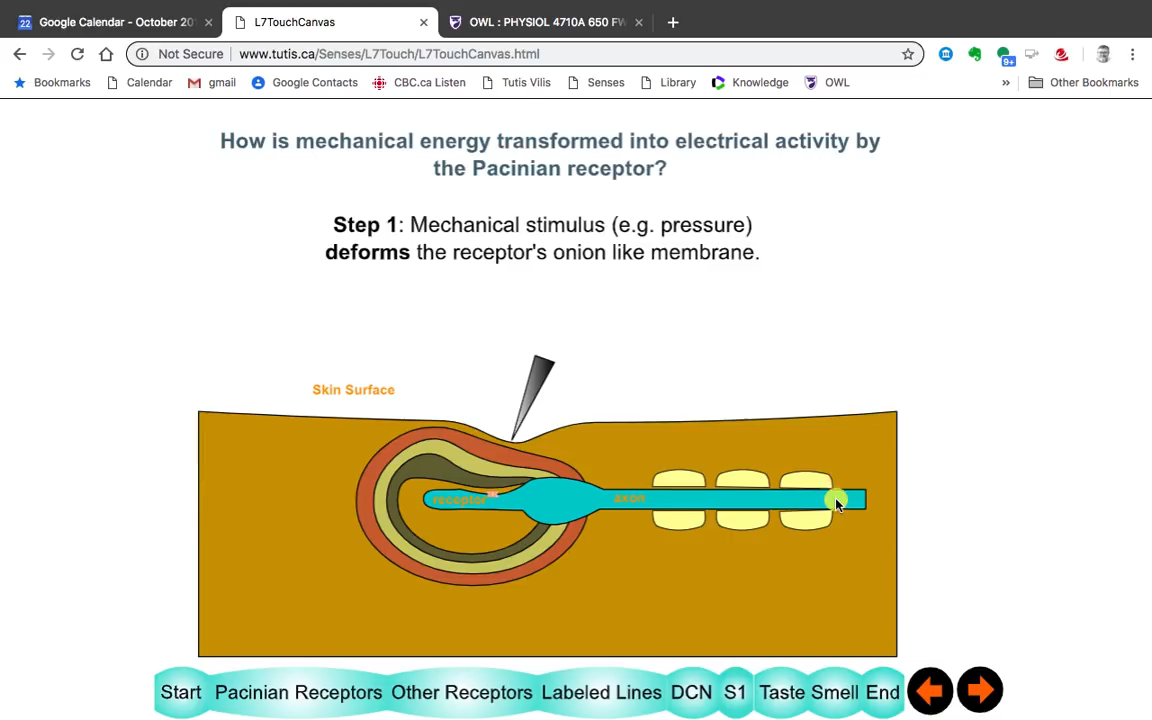 22 Google Calendar - October 20
L7TouchCanvas
OWL : PHYSIOL 4710A 650 FW
Not Secure
www.tutis.ca/Senses/L7Touch/L7TouchCanvas.html
9+
Bookmarks
Calendar
gmail
Google Contacts
CBC.ca Listen
Tutis Vilis
Senses
Library
Knowledge
OWL
»
Other Bookmarks
How is mechanical energy transformed into electrical activity by
the Pacinian receptor?
Step 1: Mechanical stimulus (e.g. pressure)
deforms the receptor's onion like membrane.
Skin Surface
receptor
axon
Start
Pacinian Receptors
Other Receptors
Labeled Lines
DCN
S1
Taste
Smell
End